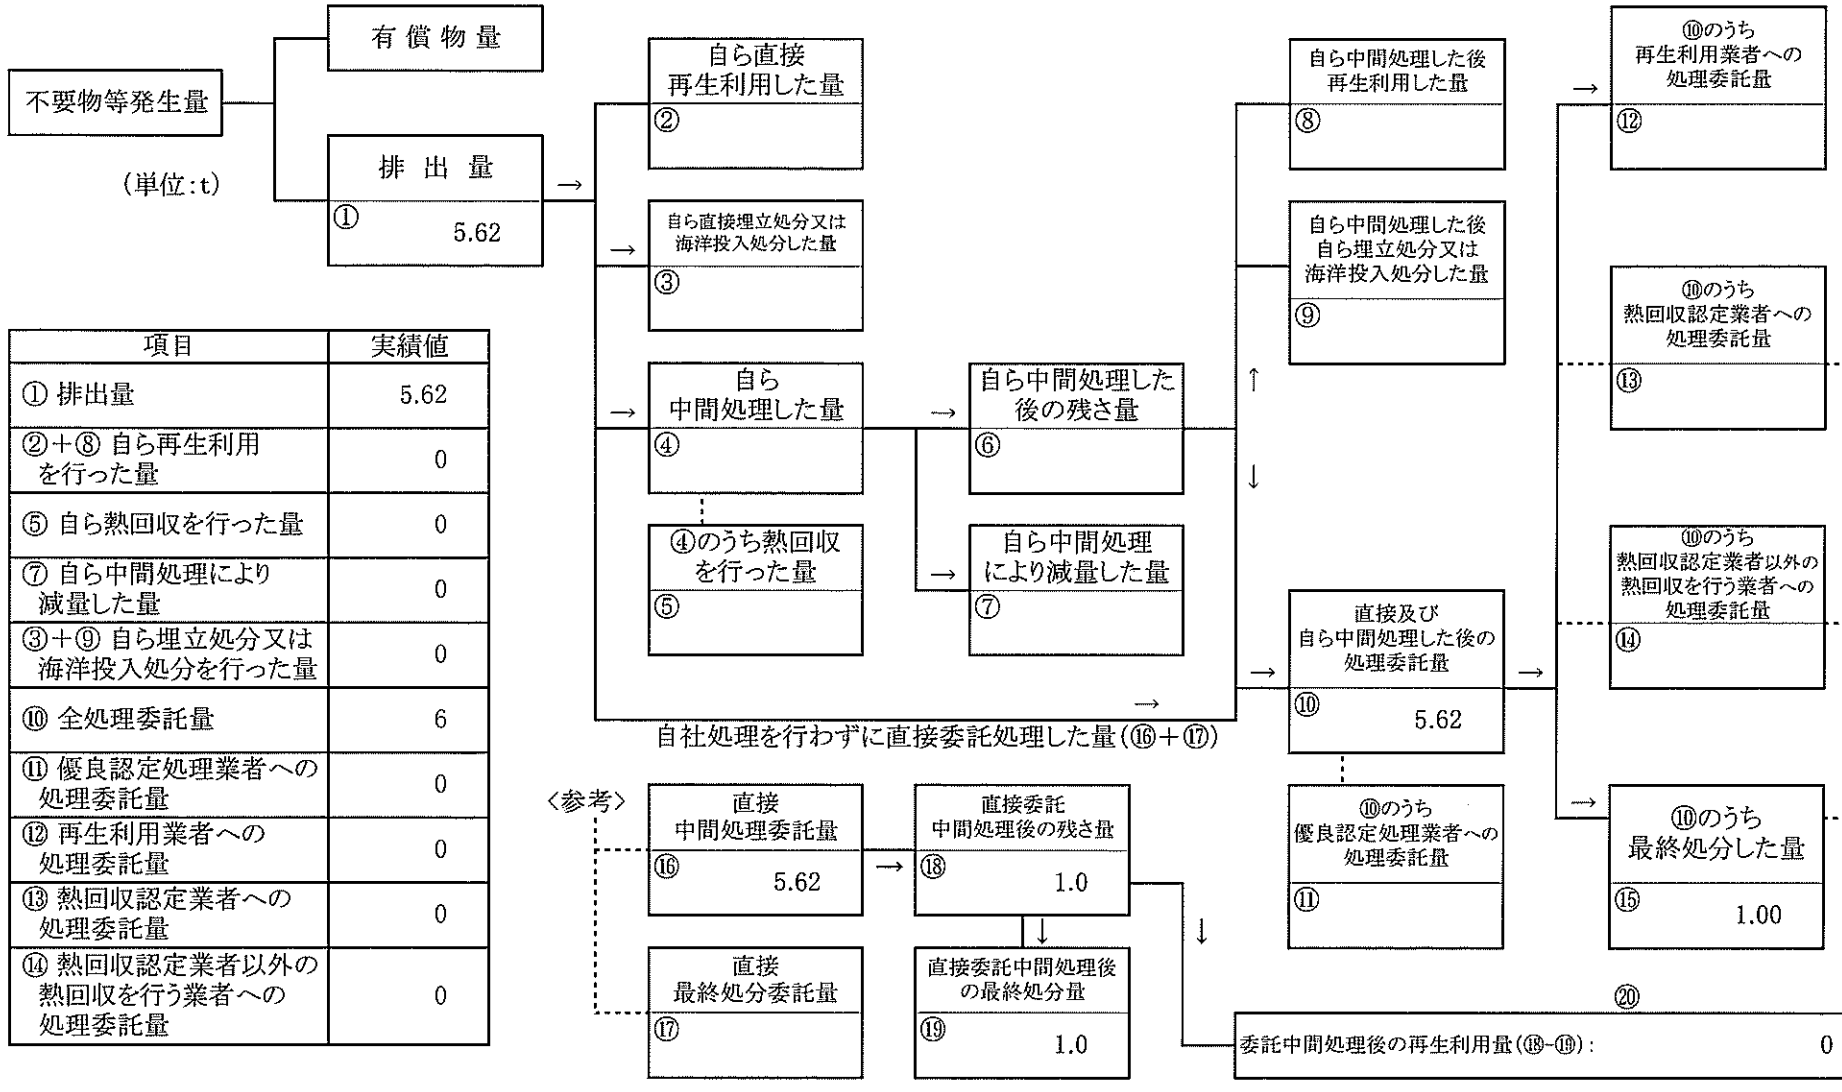 有償物量
不要物等発生量
(単位:t)
排出量
①
5.62
→
自ら直接
再生利用した量
②
→
自ら直接埋立処分又は
海洋投入処分した量
③
→
自ら
中間処理した量
④
④のうち熱回収
を行った量
⑤
→
自ら中間処理した
後の残さ量
⑥
→
自ら中間処理
により減量した量
⑦
↑
↓
自ら中間処理した後
再生利用した量
⑧
自ら中間処理した後
自ら埋立処分又は
海洋投入処分した量
⑨
→
自社処理を行わずに直接委託処理した量(⑯+⑰)
→
直接及び
自ら中間処理した後の
処理委託量
⑩
5.62
→
⑩のうち
優良認定処理業者への
処理委託量
⑪
→
⑩のうち
再生利用業者への
処理委託量
⑫
⑩のうち
熱回収認定業者への
処理委託量
⑬
⑩のうち
熱回収認定業者以外の
熱回収を行う業者への
処理委託量
⑭
→
⑩のうち
最終処分した量
⑮
1.00
<参考>
直接
中間処理委託量
⑯
5.62
→
直接
最終処分委託量
⑰
直接委託
中間処理後の残さ量
⑱
1.0
↓
直接委託中間処理後
の最終処分量
⑲
1.0
↓
⑳
委託中間処理後の再生利用量(⑱-⑲): 0
項目 実績値
① 排出量 5.62
②+⑧ 自ら再生利用
を行った量 0
⑤ 自ら熱回収を行った量 0
⑦ 自ら中間処理により
減量した量 0
③+⑨ 自ら埋立処分又は
海洋投入処分を行った量 0
⑩ 全処理委託量 6
⑪ 優良認定処理業者への
処理委託量 0
⑫ 再生利用業者への
処理委託量 0
⑬ 熱回収認定業者への
処理委託量 0
⑭ 熱回収認定業者以外の
熱回収を行う業者への
処理委託量 0